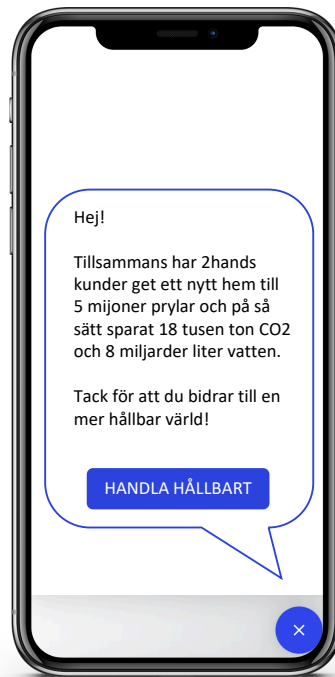 Hej!
Tillsammans har 2hands
kunder get ett nytt hem till
5 mijoner prylar och på så
sätt sparat 18 tusen ton CO2
och 8 miljarder liter vatten.
Tack för att du bidrar till en
mer hållbar värld!
HANDLA HÅLLBART